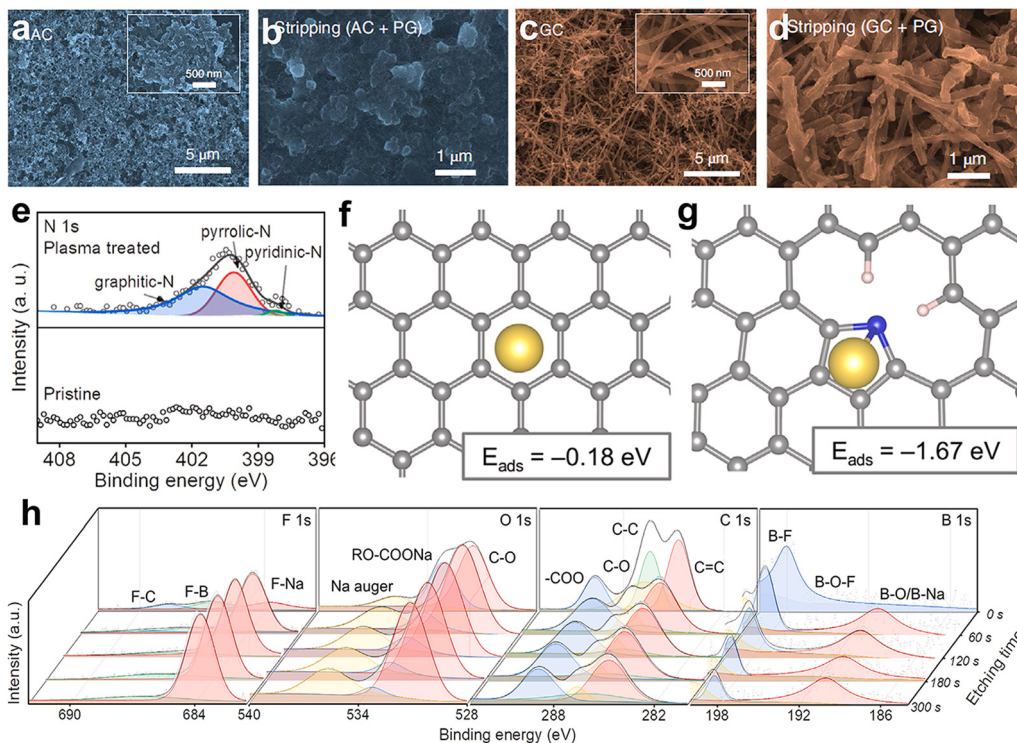 a AC
500 nm
5 µm
b Stripping (AC + PG)
1 µm
c GC
500 nm
5 µm
d Stripping (GC + PG)
1 µm
e
N 1s
Plasma treated
pyrrolic-N
pyridinic-N
graphitic-N
Pristine
Intensity (a. u.)
408 405 402 399 396
Binding energy (eV)
f
E_ads = −0.18 eV
g
E_ads = −1.67 eV
h
F 1s
O 1s
C 1s
B 1s
F-C
F-B
F-Na
Na auger
RO-COONa
C-O
-COO
C-O
C-C
C=C
B-F
B-O-F
B-O/B-Na
0 s
60 s
120 s
180 s
300 s
Etching time
Intensity (a.u.)
690 684 540 534 528 288 282 198 192 186
Binding energy (eV)